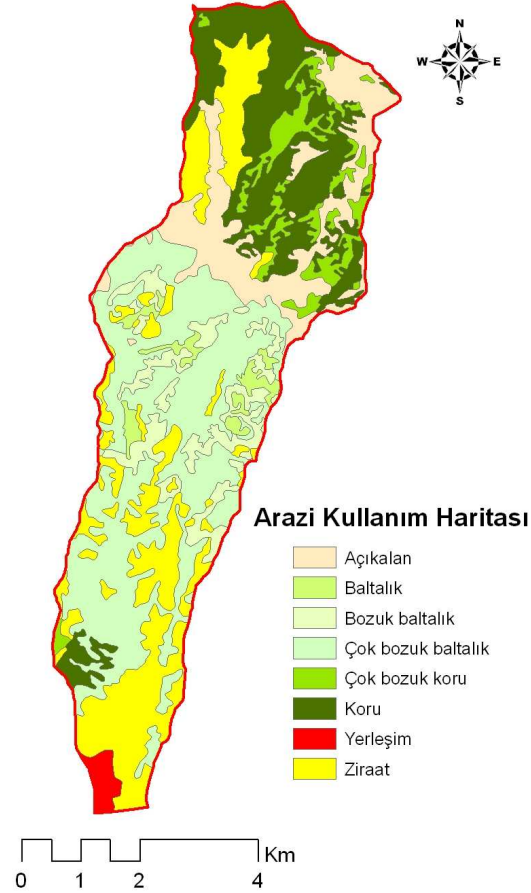 N
W E
S
Arazi Kullanım Haritası
Açıkalan
Baltalık
Bozuk baltalık
Çok bozuk baltalık
Çok bozuk koru
Koru
Yerleşim
Ziraat
Km
0 1 2 4